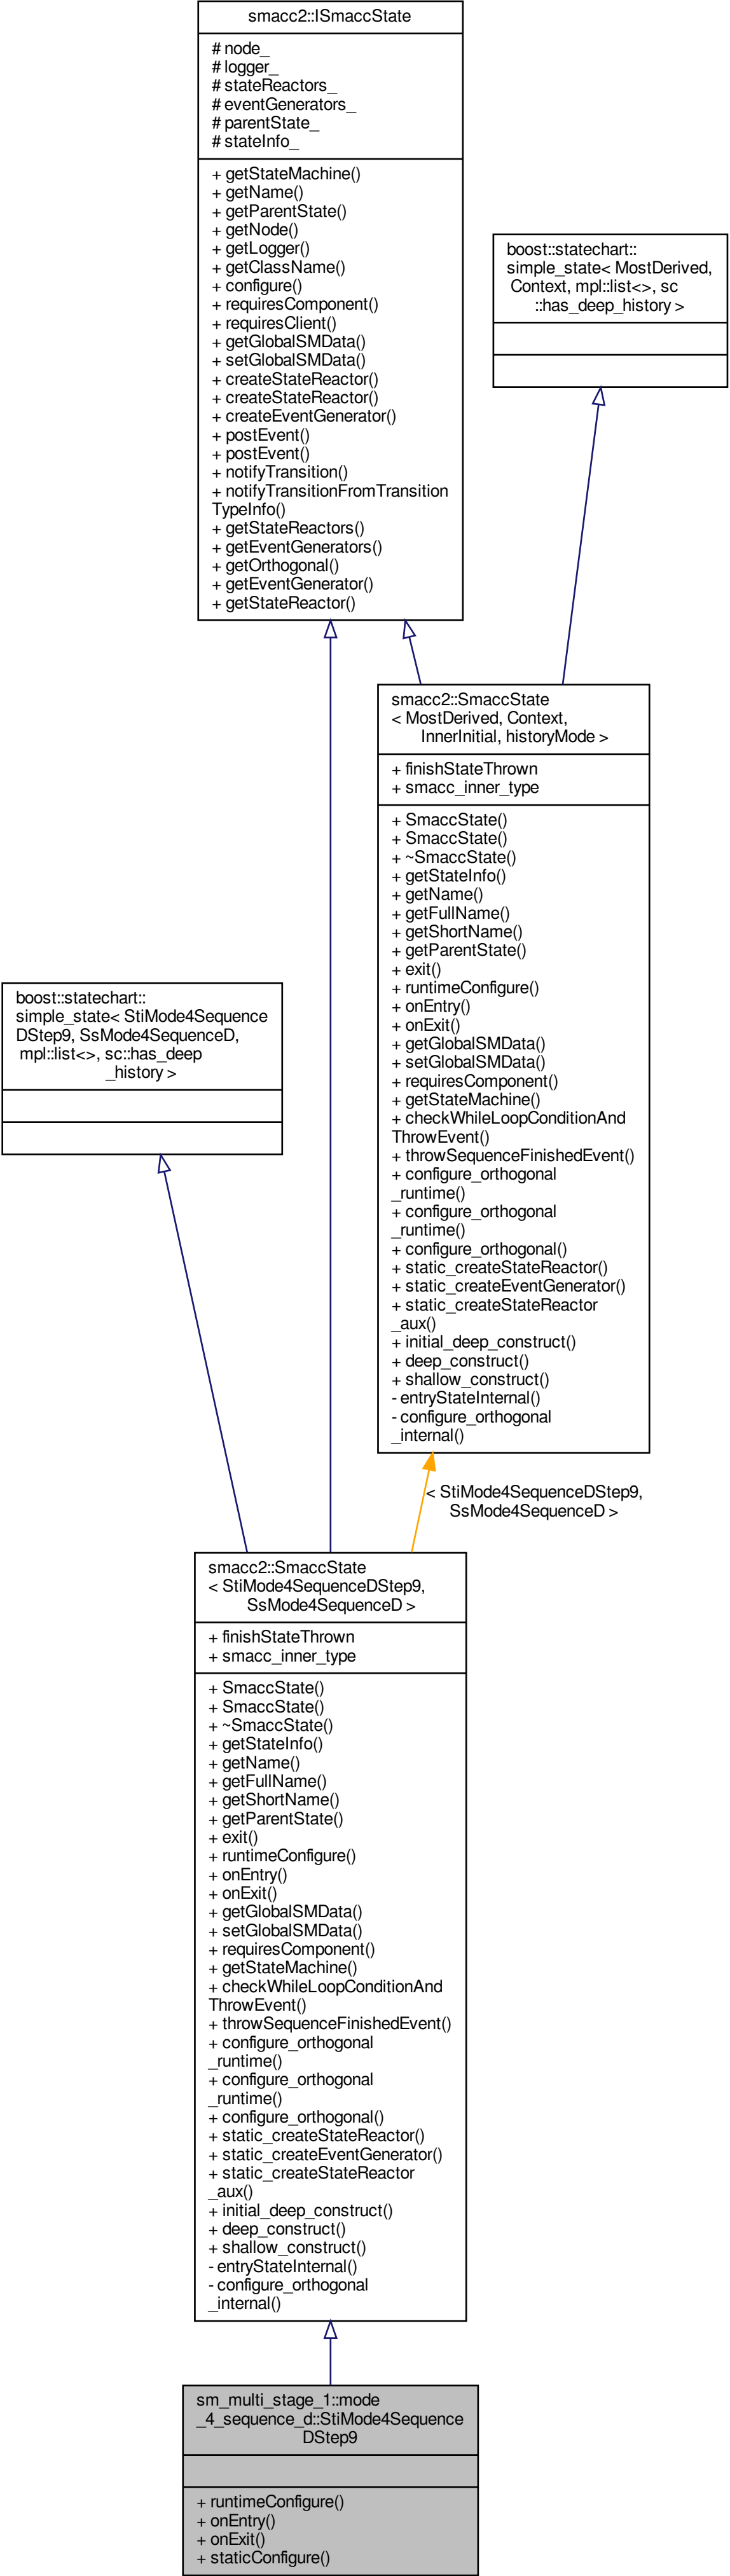 smacc2::ISmaccState
# node_
# logger_
# stateReactors_
# eventGenerators_
# parentState_
# stateInfo_
+ getStateMachine()
+ getName()
+ getParentState()
+ getNode()
+ getLogger()
+ getClassName()
+ configure()
+ requiresComponent()
+ requiresClient()
+ getGlobalSMData()
+ setGlobalSMData()
+ createStateReactor()
+ createStateReactor()
+ createEventGenerator()
+ postEvent()
+ postEvent()
+ notifyTransition()
+ notifyTransitionFromTransition
TypeInfo()
+ getStateReactors()
+ getEventGenerators()
+ getOrthogonal()
+ getEventGenerator()
+ getStateReactor()
boost::statechart::
simple_state< MostDerived,
Context, mpl::list<>, sc
::has_deep_history >
smacc2::SmaccState
< MostDerived, Context,
InnerInitial, historyMode >
+ finishStateThrown
+ smacc_inner_type
+ SmaccState()
+ SmaccState()
+ ~SmaccState()
+ getStateInfo()
+ getName()
+ getFullName()
+ getShortName()
+ getParentState()
+ exit()
+ runtimeConfigure()
+ onEntry()
+ onExit()
+ getGlobalSMData()
+ setGlobalSMData()
+ requiresComponent()
+ getStateMachine()
+ checkWhileLoopConditionAnd
ThrowEvent()
+ throwSequenceFinishedEvent()
+ configure_orthogonal
_runtime()
+ configure_orthogonal
_runtime()
+ configure_orthogonal()
+ static_createStateReactor()
+ static_createEventGenerator()
+ static_createStateReactor
_aux()
+ initial_deep_construct()
+ deep_construct()
+ shallow_construct()
- entryStateInternal()
- configure_orthogonal
_internal()
boost::statechart::
simple_state< StiMode4Sequence
DStep9, SsMode4SequenceD,
mpl::list<>, sc::has_deep
_history >
< StiMode4SequenceDStep9,
SsMode4SequenceD >
smacc2::SmaccState
< StiMode4SequenceDStep9,
SsMode4SequenceD >
+ finishStateThrown
+ smacc_inner_type
+ SmaccState()
+ SmaccState()
+ ~SmaccState()
+ getStateInfo()
+ getName()
+ getFullName()
+ getShortName()
+ getParentState()
+ exit()
+ runtimeConfigure()
+ onEntry()
+ onExit()
+ getGlobalSMData()
+ setGlobalSMData()
+ requiresComponent()
+ getStateMachine()
+ checkWhileLoopConditionAnd
ThrowEvent()
+ throwSequenceFinishedEvent()
+ configure_orthogonal
_runtime()
+ configure_orthogonal
_runtime()
+ configure_orthogonal()
+ static_createStateReactor()
+ static_createEventGenerator()
+ static_createStateReactor
_aux()
+ initial_deep_construct()
+ deep_construct()
+ shallow_construct()
- entryStateInternal()
- configure_orthogonal
_internal()
sm_multi_stage_1::mode
_4_sequence_d::StiMode4Sequence
DStep9
+ runtimeConfigure()
+ onEntry()
+ onExit()
+ staticConfigure()